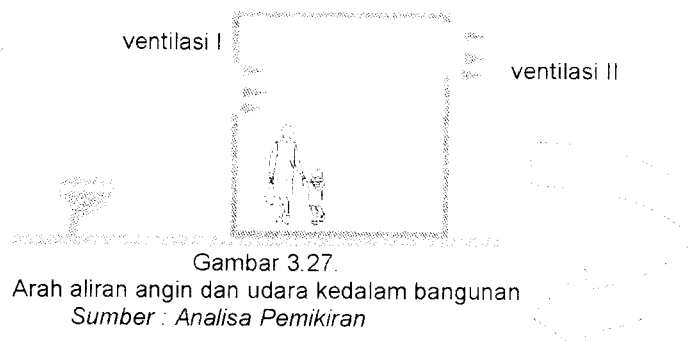 ventilasi I
ventilasi II
Gambar 3.27.
Arah aliran angin dan udara kedalam bangunan
Sumber : Analisa Pemikiran